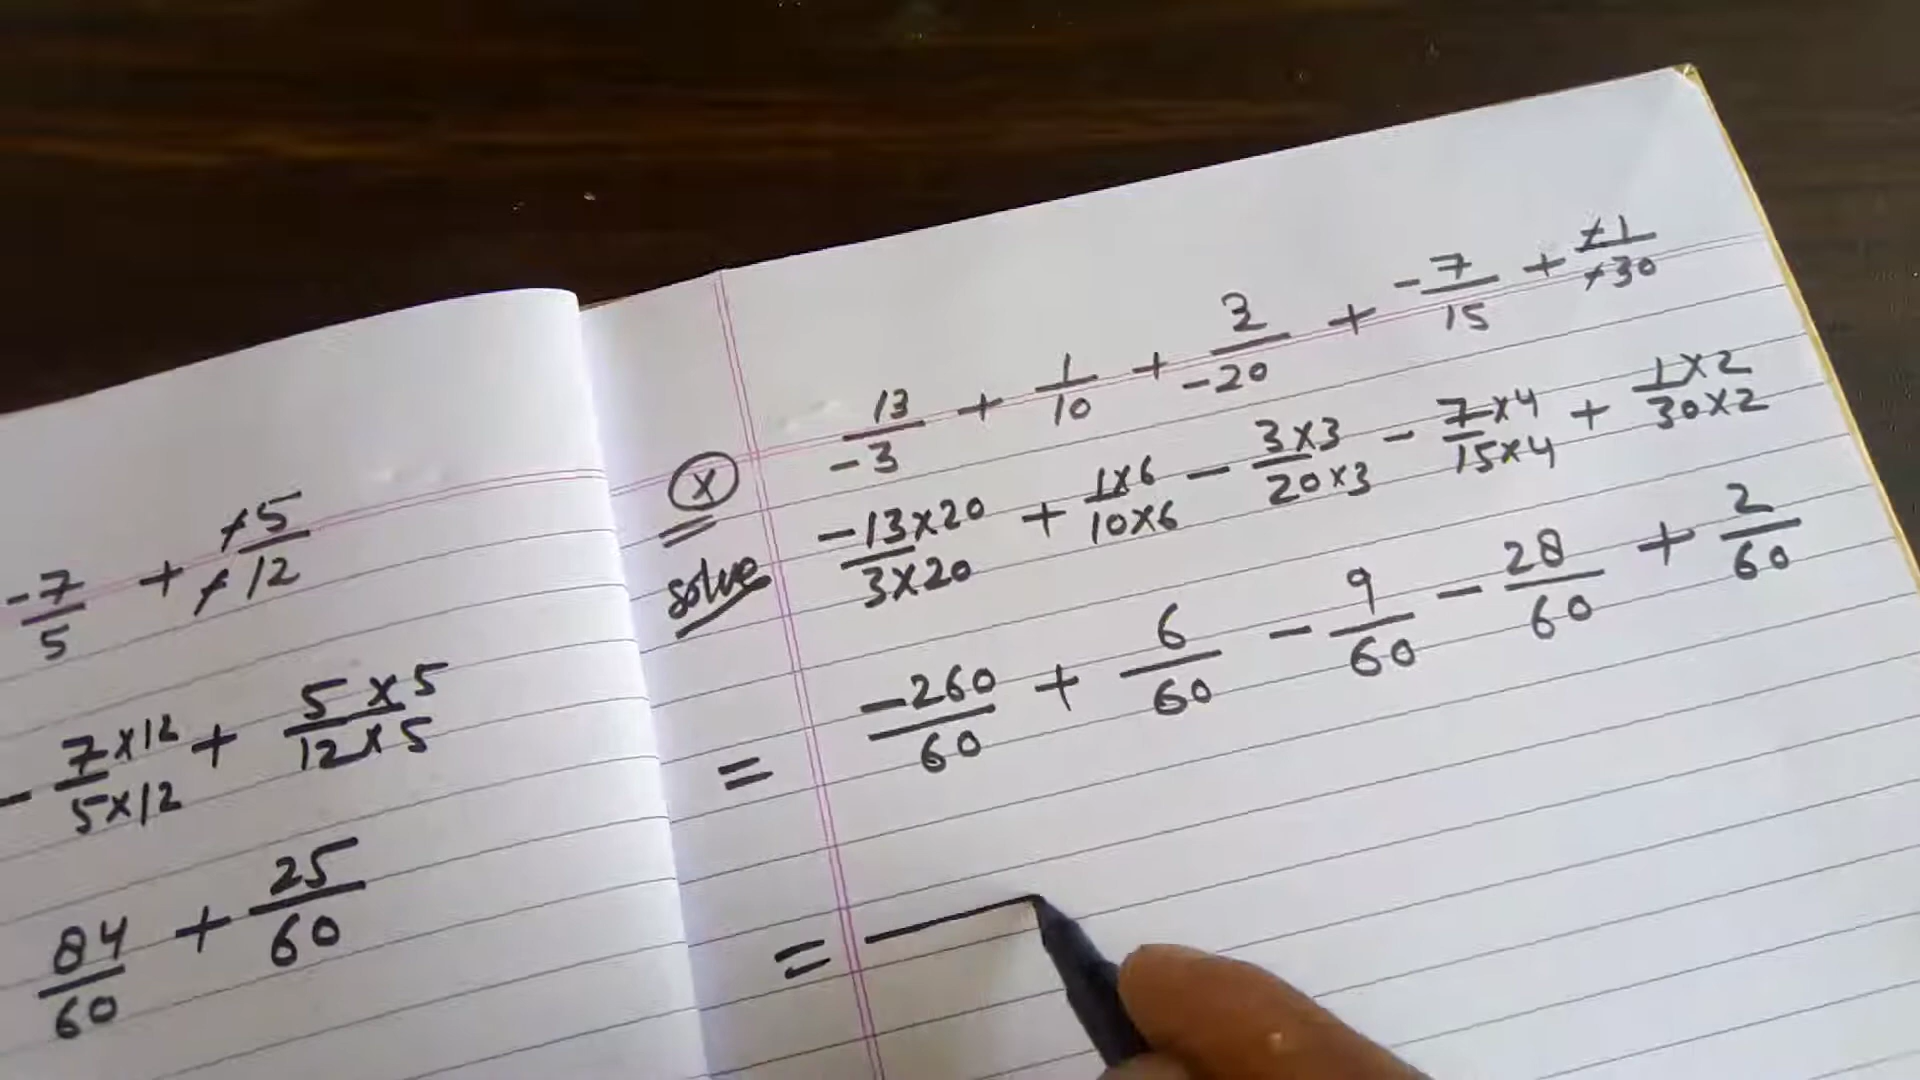 -7/5 + -5/-12
- 7×12/5×12 + 5×5/12×5
84/60 + 25/60
(x) 13/-3 + 1/10 + 3/-20 + -7/15 + -1/-30
solve -13×20/3×20 + 1×6/10×6 - 3×3/20×3 - 7×4/15×4 + 1×2/30×2
= -260/60 + 6/60 - 9/60 - 28/60 + 2/60
=